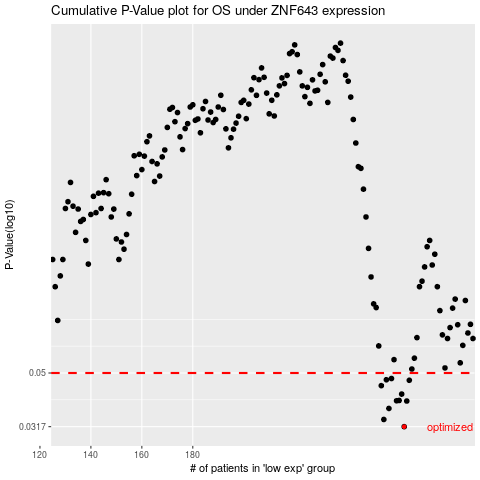 Cumulative P-Value plot for OS under ZNF643 expression
P-Value(log10)
0.05
0.0317
optimized
120 140 160 180
# of patients in 'low exp' group